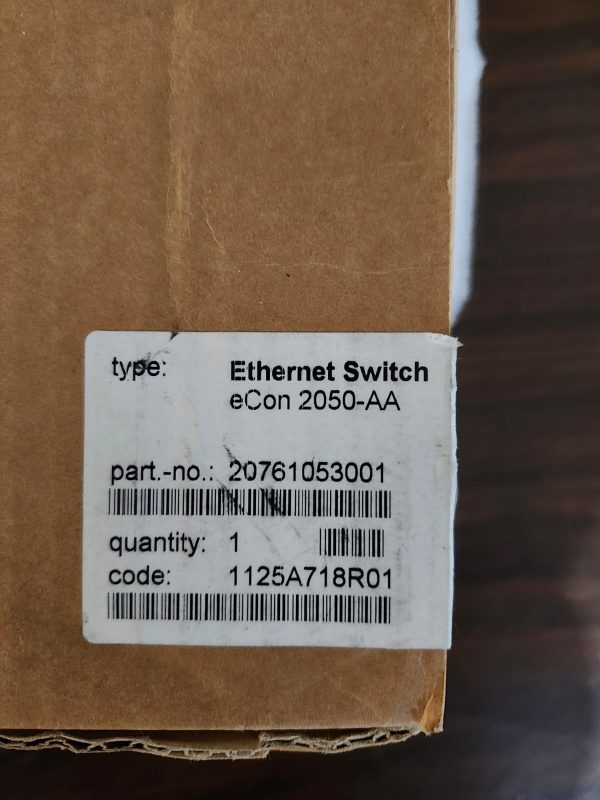 type: Ethernet Switch
eCon 2050-AA
part.-no.: 20761053001
quantity: 1
code: 1125A718R01